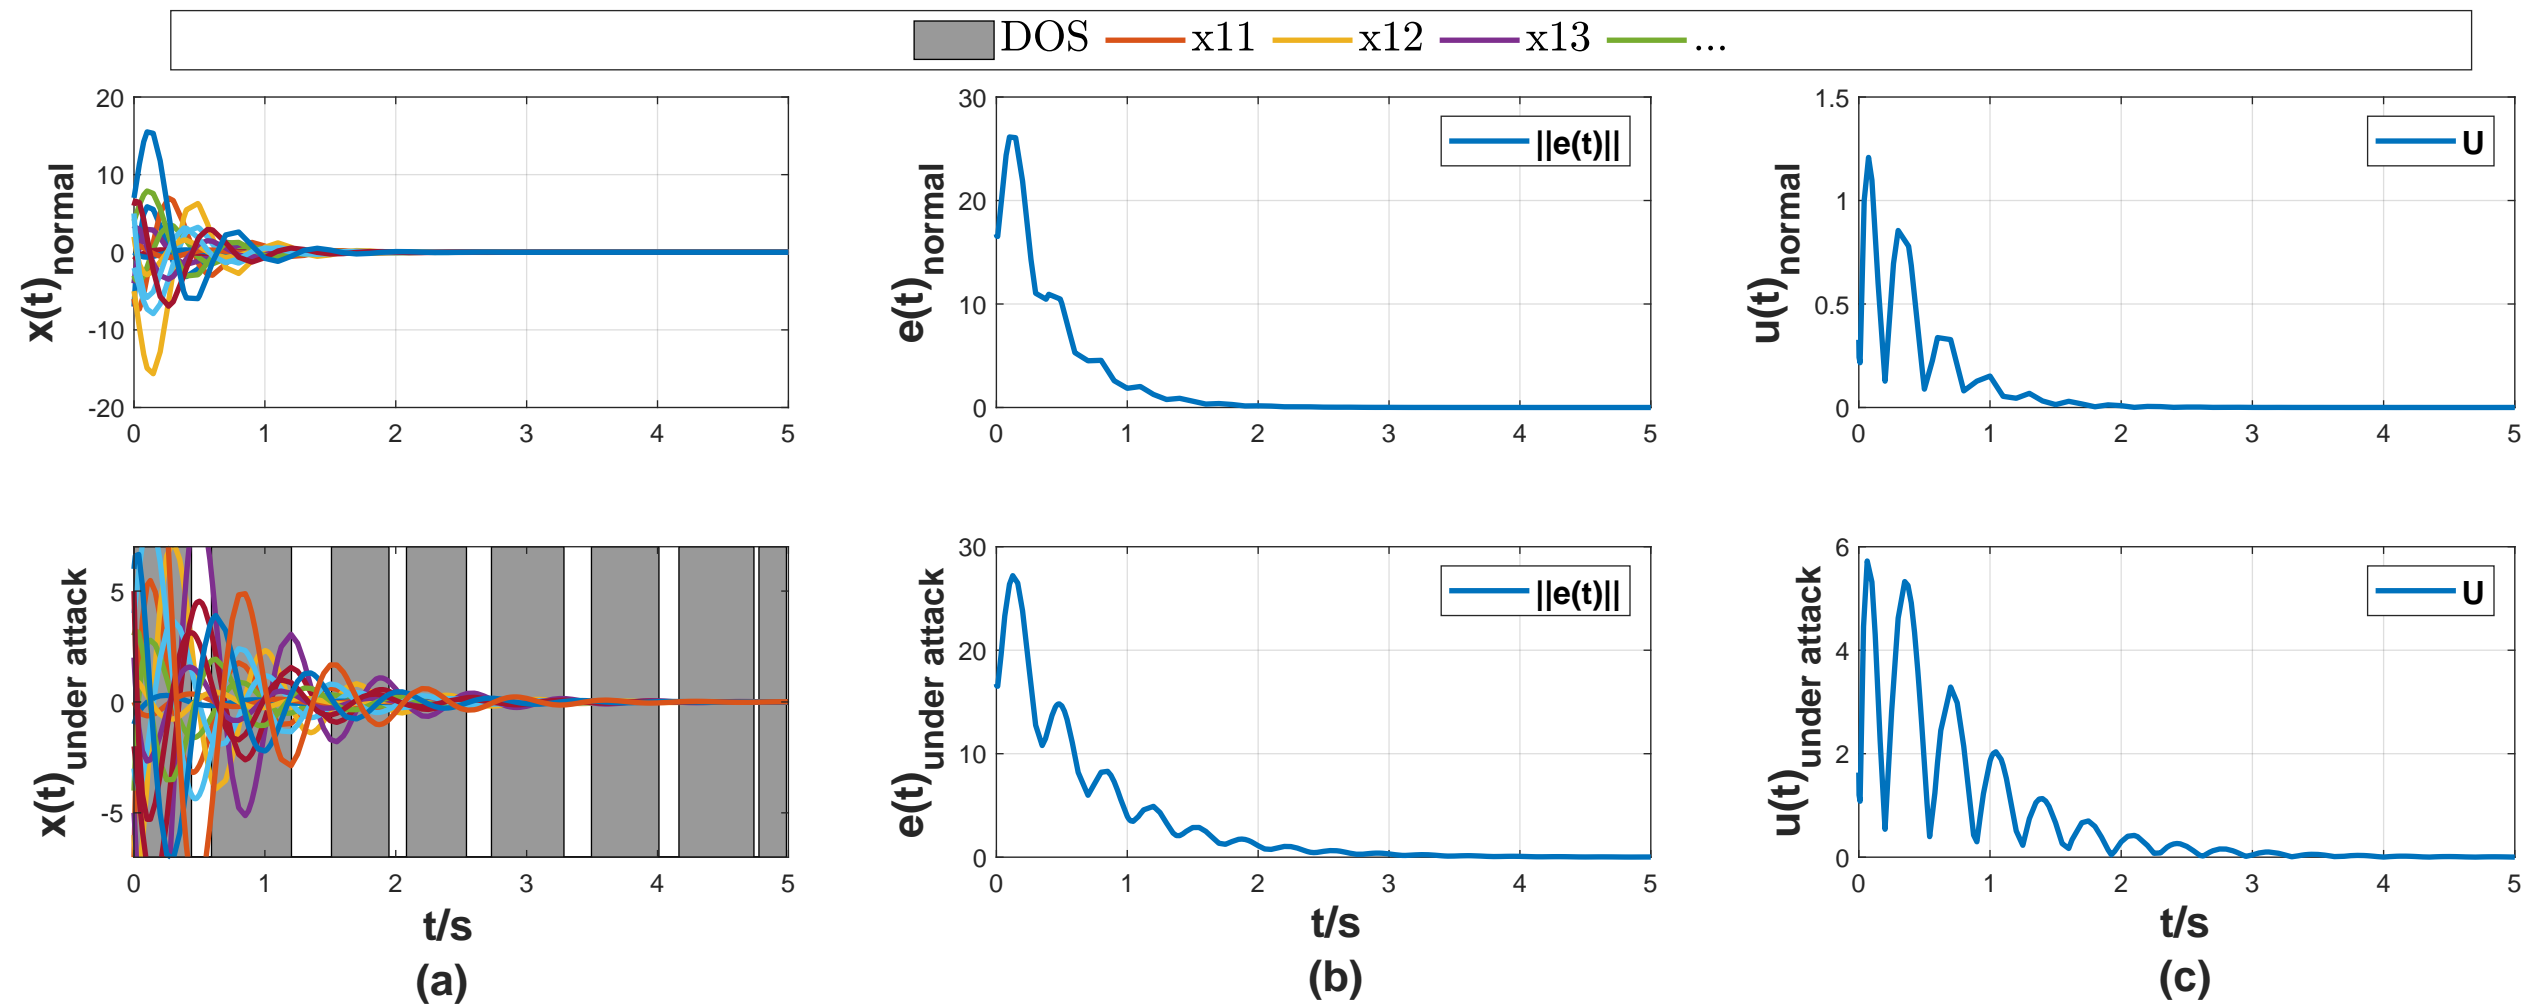 DOS x11 x12 x13 ...
x(t)normal
20
10
0
-10
-20
0 1 2 3 4 5
e(t)normal
30
20
10
0
||e(t)||
0 1 2 3 4 5
u(t)normal
1.5
1
0.5
0
U
0 1 2 3 4 5
x(t)under attack
5
0
-5
0 1 2 3 4 5
t/s
(a)
e(t)under attack
30
20
10
0
||e(t)||
0 1 2 3 4 5
t/s
(b)
u(t)under attack
6
4
2
0
U
0 1 2 3 4 5
t/s
(c)